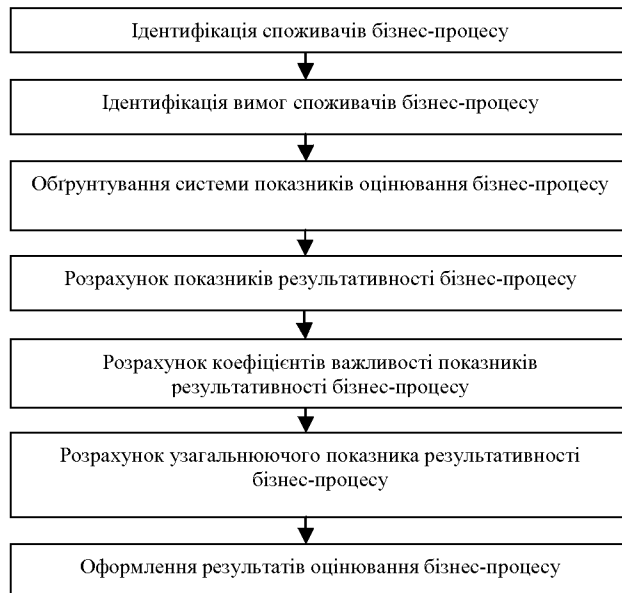 Ідентифікація споживачів бізнес-процесу
Ідентифікація вимог споживачів бізнес-процесу
Обґрунтування системи показників оцінювання бізнес-процесу
Розрахунок показників результативності бізнес-процесу
Розрахунок коефіцієнтів важливості показників
результативності бізнес-процесу
Розрахунок узагальнюючого показника результативності
бізнес-процесу
Оформлення результатів оцінювання бізнес-процесу